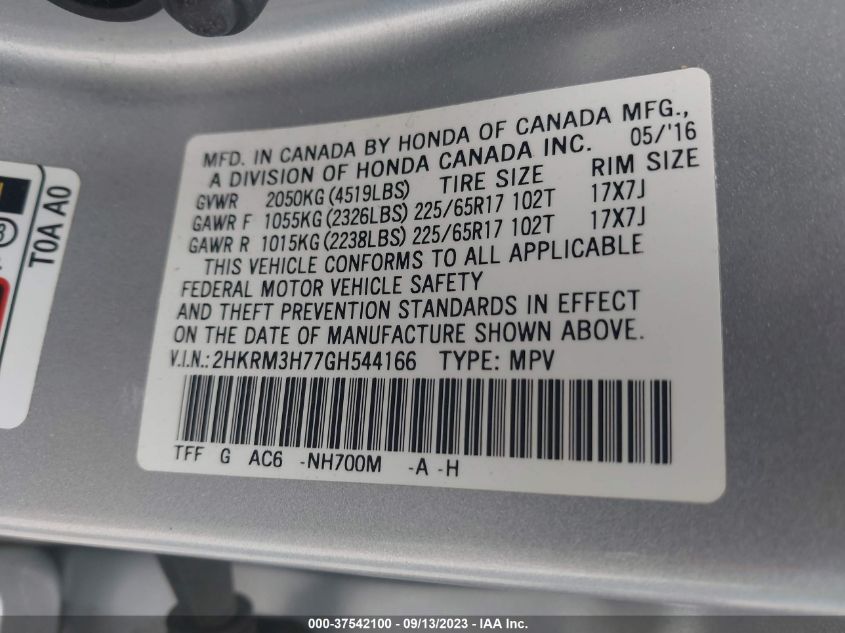 MFD. IN CANADA BY HONDA OF CANADA MFG.,
A DIVISION OF HONDA CANADA INC. 05/'16
GVWR 2050KG (4519LBS) TIRE SIZE RIM SIZE
GAWR F 1055KG (2326LBS) 225/65R17 102T 17X7J
GAWR R 1015KG (2238LBS) 225/65R17 102T 17X7J
THIS VEHICLE CONFORMS TO ALL APPLICABLE
FEDERAL MOTOR VEHICLE SAFETY
AND THEFT PREVENTION STANDARDS IN EFFECT
ON THE DATE OF MANUFACTURE SHOWN ABOVE.
V.I.N.: 2HKRM3H77GH544166 TYPE: MPV
TFF G AC6 -NH700M -A -H
T0A A0
000-37542100 - 09/13/2023 - IAA Inc.